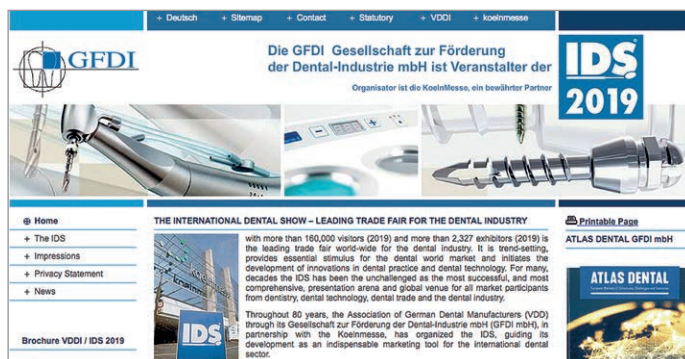 + Deutsch + Sitemap + Contact + Statutory + VDDI + koelnmesse
GFDI
Die GFDI Gesellschaft zur Förderung
der Dental-Industrie mbH ist Veranstalter der
Organisator ist die KoelnMesse, ein bewährter Partner
IDS
2019
Home
+ The IDS
+ Impressions
+ Privacy Statement
+ News
Brochure VDDI / IDS 2019
THE INTERNATIONAL DENTAL SHOW – LEADING TRADE FAIR FOR THE DENTAL INDUSTRY
with more than 160,000 visitors (2019) and more than 2,327 exhibitors (2019) is
the leading trade fair world-wide for the dental industry. It is trend-setting,
provides essential stimulus for the dental world market and initiates the
development of innovations in dental practice and dental technology. For many,
decades the IDS has been the unchallenged as the most successful, and most
comprehensive, presentation arena and global venue for all market participants
from dentistry, dental technology, dental trade and the dental industry.
Throughout 80 years, the Association of German Dental Manufacturers (VDD)
through its Gesellschaft zur Förderung der Dental-Industrie mbH (GFDI mbH), in
partnership with the Koelnmesse, has organized the IDS, guiding its
development as an indispensable marketing tool for the international dental
sector.
IDS
Printable Page
ATLAS DENTAL GFDI mbH
ATLAS DENTAL